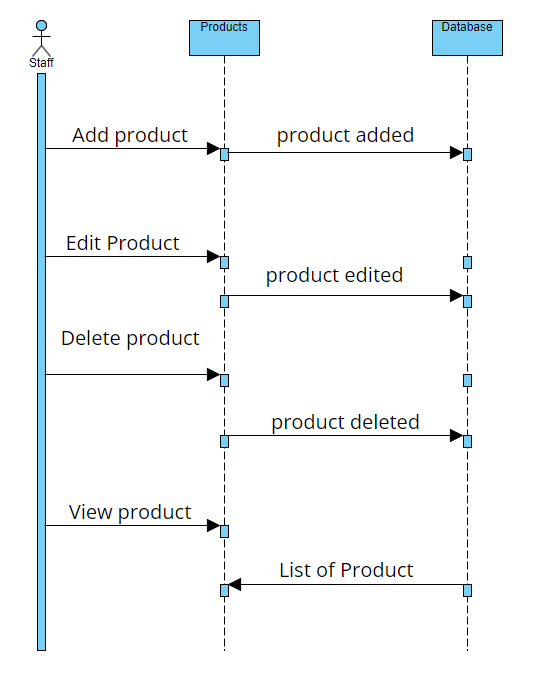 Products
Database
Staff
Add product
product added
Edit Product
product edited
Delete product
product deleted
View product
List of Product